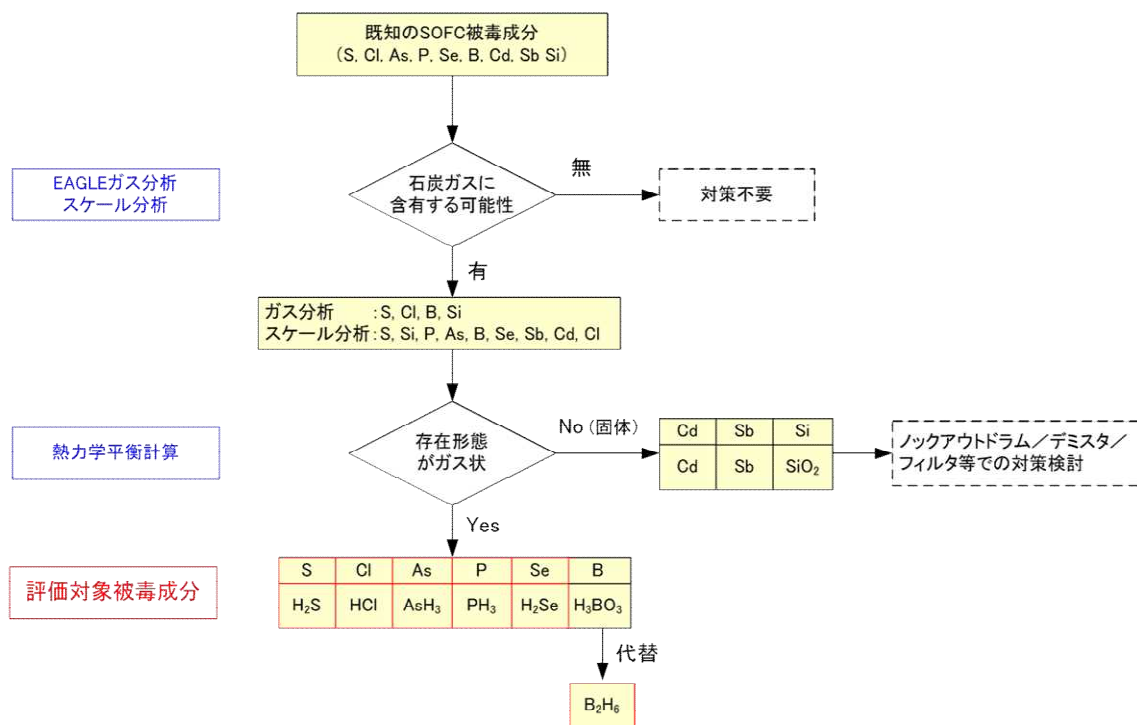 既知のSOFC被毒成分
(S, Cl, As, P, Se, B, Cd, Sb Si)
EAGLEガス分析
スケール分析
石炭ガスに
含有する可能性
無
対策不要
有
ガス分析 :S, Cl, B, Si
スケール分析:S, Si, P, As, B, Se, Sb, Cd, Cl
熱力学平衡計算
存在形態
がガス状
No (固体)
Cd Sb Si
Cd Sb SiO₂
ノックアウトドラム/デミスタ/
フィルタ等での対策検討
Yes
評価対象被毒成分
S Cl As P Se B
H₂S HCl AsH₃ PH₃ H₂Se H₃BO₃
代替
B₂H₆